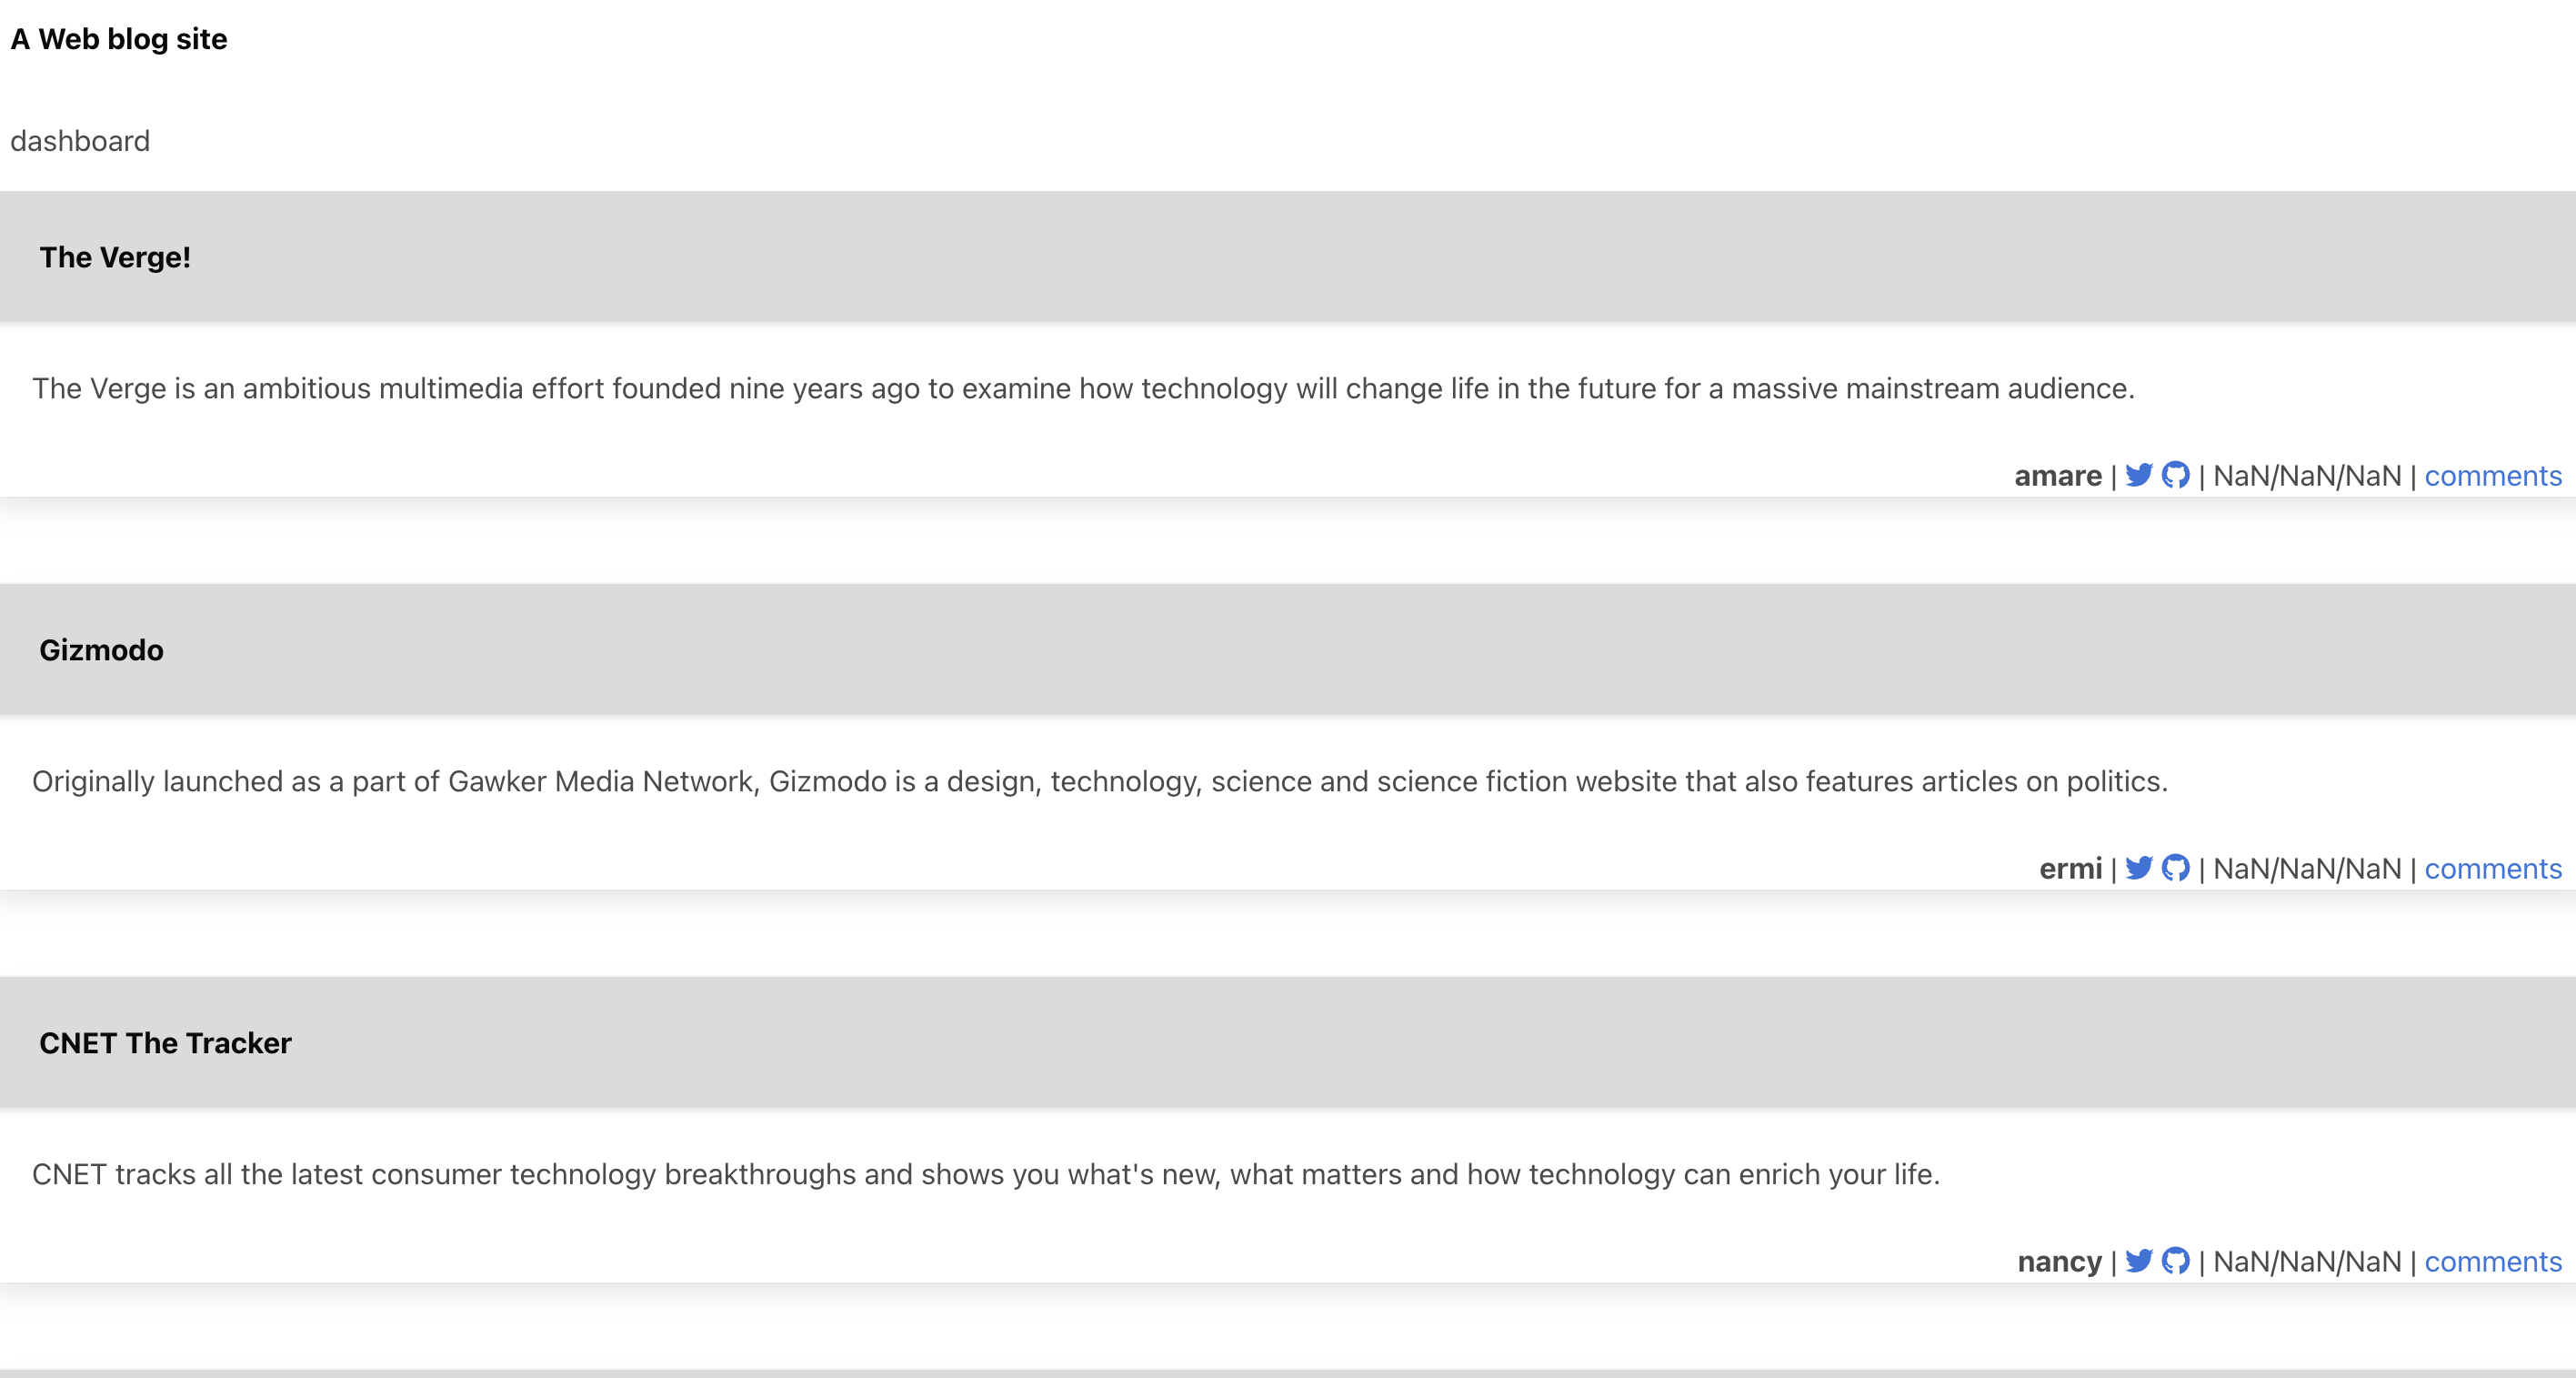 A Web blog site
dashboard
The Verge!
The Verge is an ambitious multimedia effort founded nine years ago to examine how technology will change life in the future for a massive mainstream audience.
amare | | NaN/NaN/NaN | comments
Gizmodo
Originally launched as a part of Gawker Media Network, Gizmodo is a design, technology, science and science fiction website that also features articles on politics.
ermi | | NaN/NaN/NaN | comments
CNET The Tracker
CNET tracks all the latest consumer technology breakthroughs and shows you what's new, what matters and how technology can enrich your life.
nancy | | NaN/NaN/NaN | comments